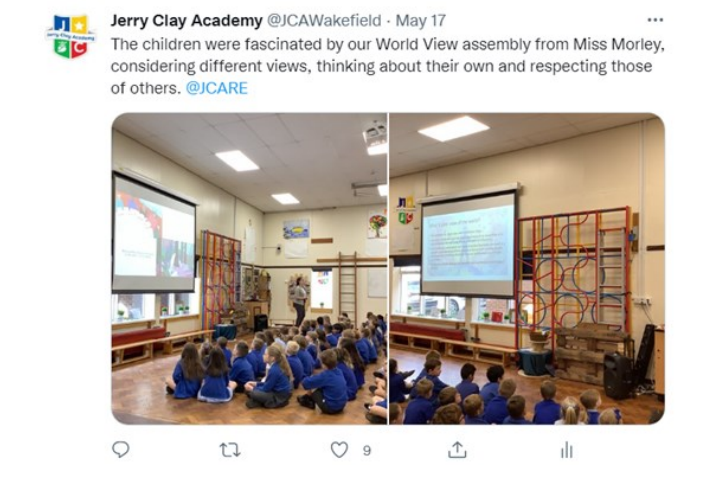 Jerry Clay Academy @JCAWakefield · May 17
The children were fascinated by our World View assembly from Miss Morley,
considering different views, thinking about their own and respecting those
of others. @JCARE
9